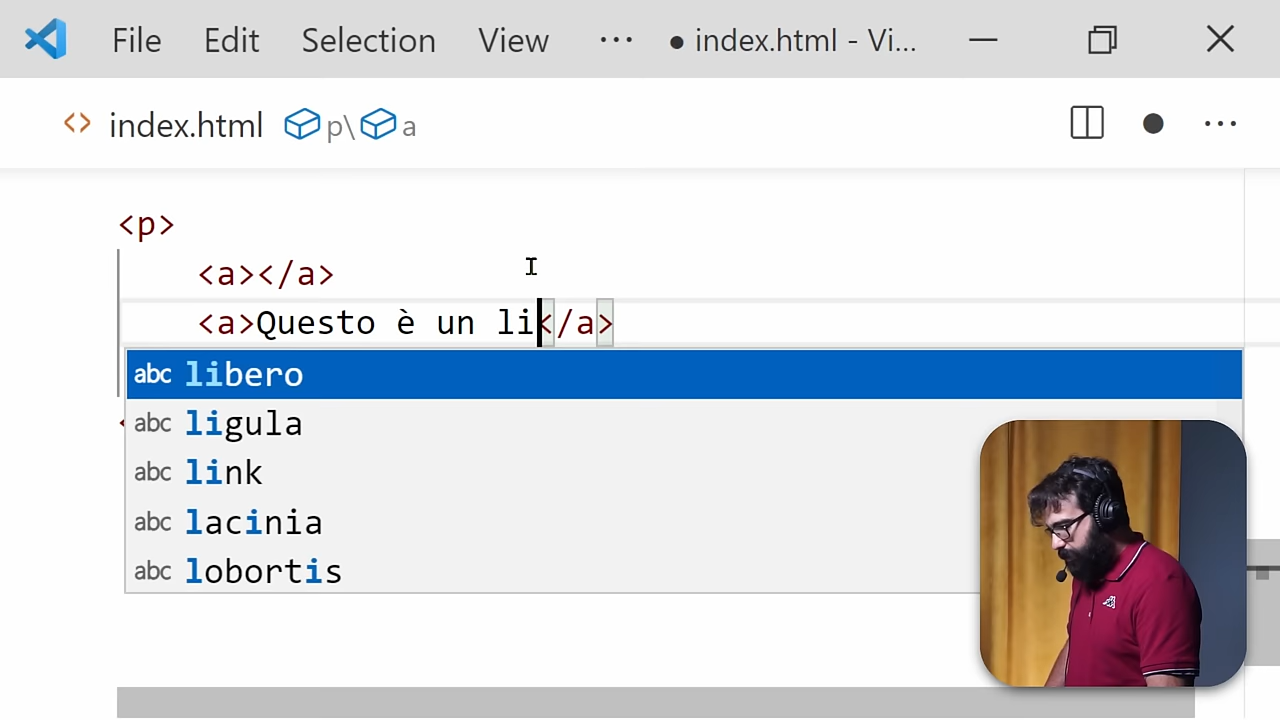 File Edit Selection View ··· ● index.html - Vi...
<> index.html p\ a ···
<p>
<a></a>
<a>Questo è un li</a>
abc libero
abc ligula
abc link
abc lacinia
abc lobortis